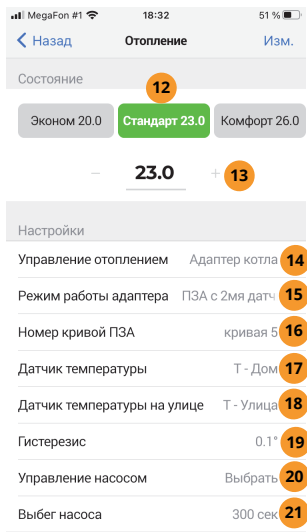 MegaFon #1 18:32 51 %
Назад Отопление Изм.
Состояние
12
Эконом 20.0 Стандарт 23.0 Комфорт 26.0
− 23.0 + 13
Настройки
Управление отоплением Адаптер котла 14
Режим работы адаптера ПЗА с 2мя датч 15
Номер кривой ПЗА кривая 5 16
Датчик температуры Т - Дом 17
Датчик температуры на улице Т - Улица 18
Гистерезис 0.1° 19
Управление насосом Выбрать 20
Выбег насоса 300 сек 21